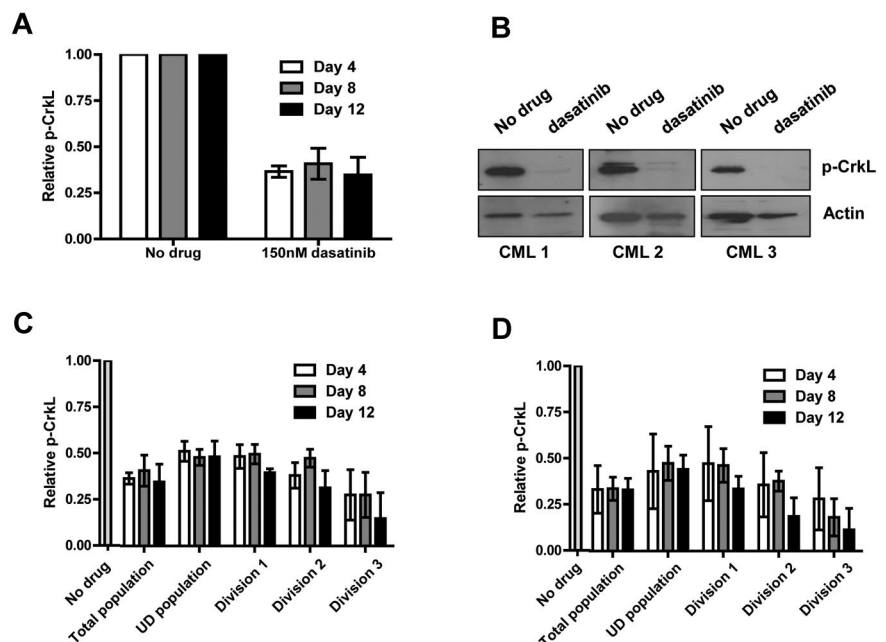 A
Relative p-CrkL
1.00
0.75
0.50
0.25
0.00
Day 4
Day 8
Day 12
No drug
150nM dasatinib
B
No drug
dasatinib
No drug
dasatinib
No drug
dasatinib
p-CrkL
Actin
CML 1
CML 2
CML 3
C
Relative p-CrkL
1.00
0.75
0.50
0.25
0.00
Day 4
Day 8
Day 12
No drug
Total population
UD population
Division 1
Division 2
Division 3
D
Relative p-CrkL
1.00
0.75
0.50
0.25
0.00
Day 4
Day 8
Day 12
No drug
Total population
UD population
Division 1
Division 2
Division 3